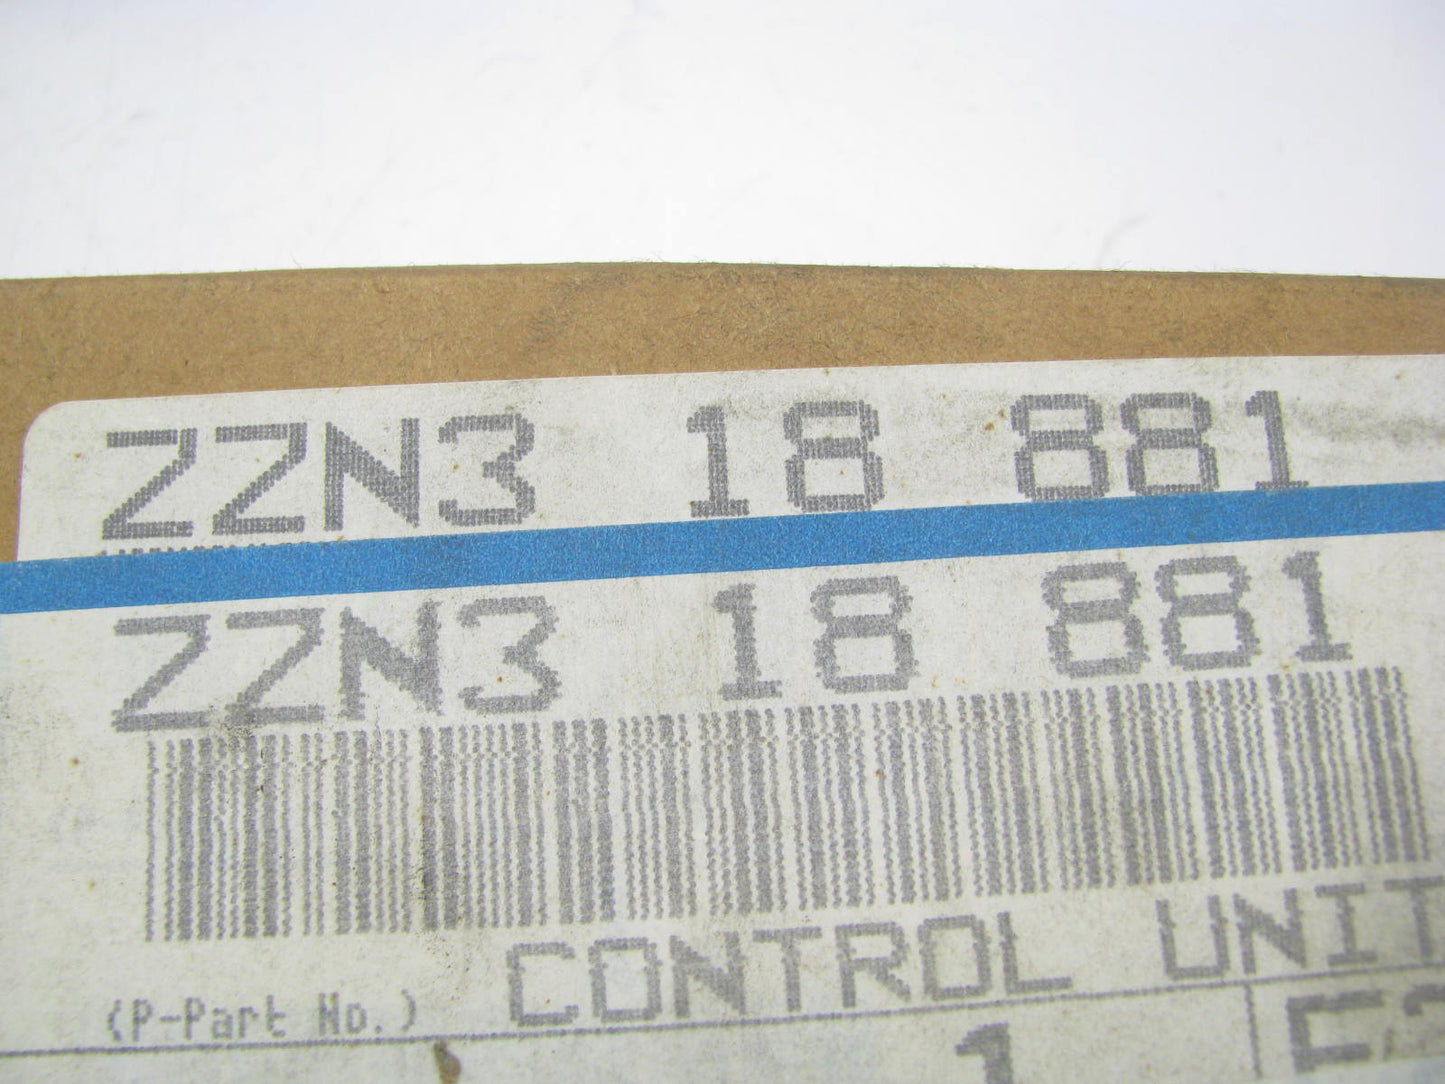 ZZN3 18 881
ZZN3 18 881
CONTROL UNIT
(P-Part No.)
1